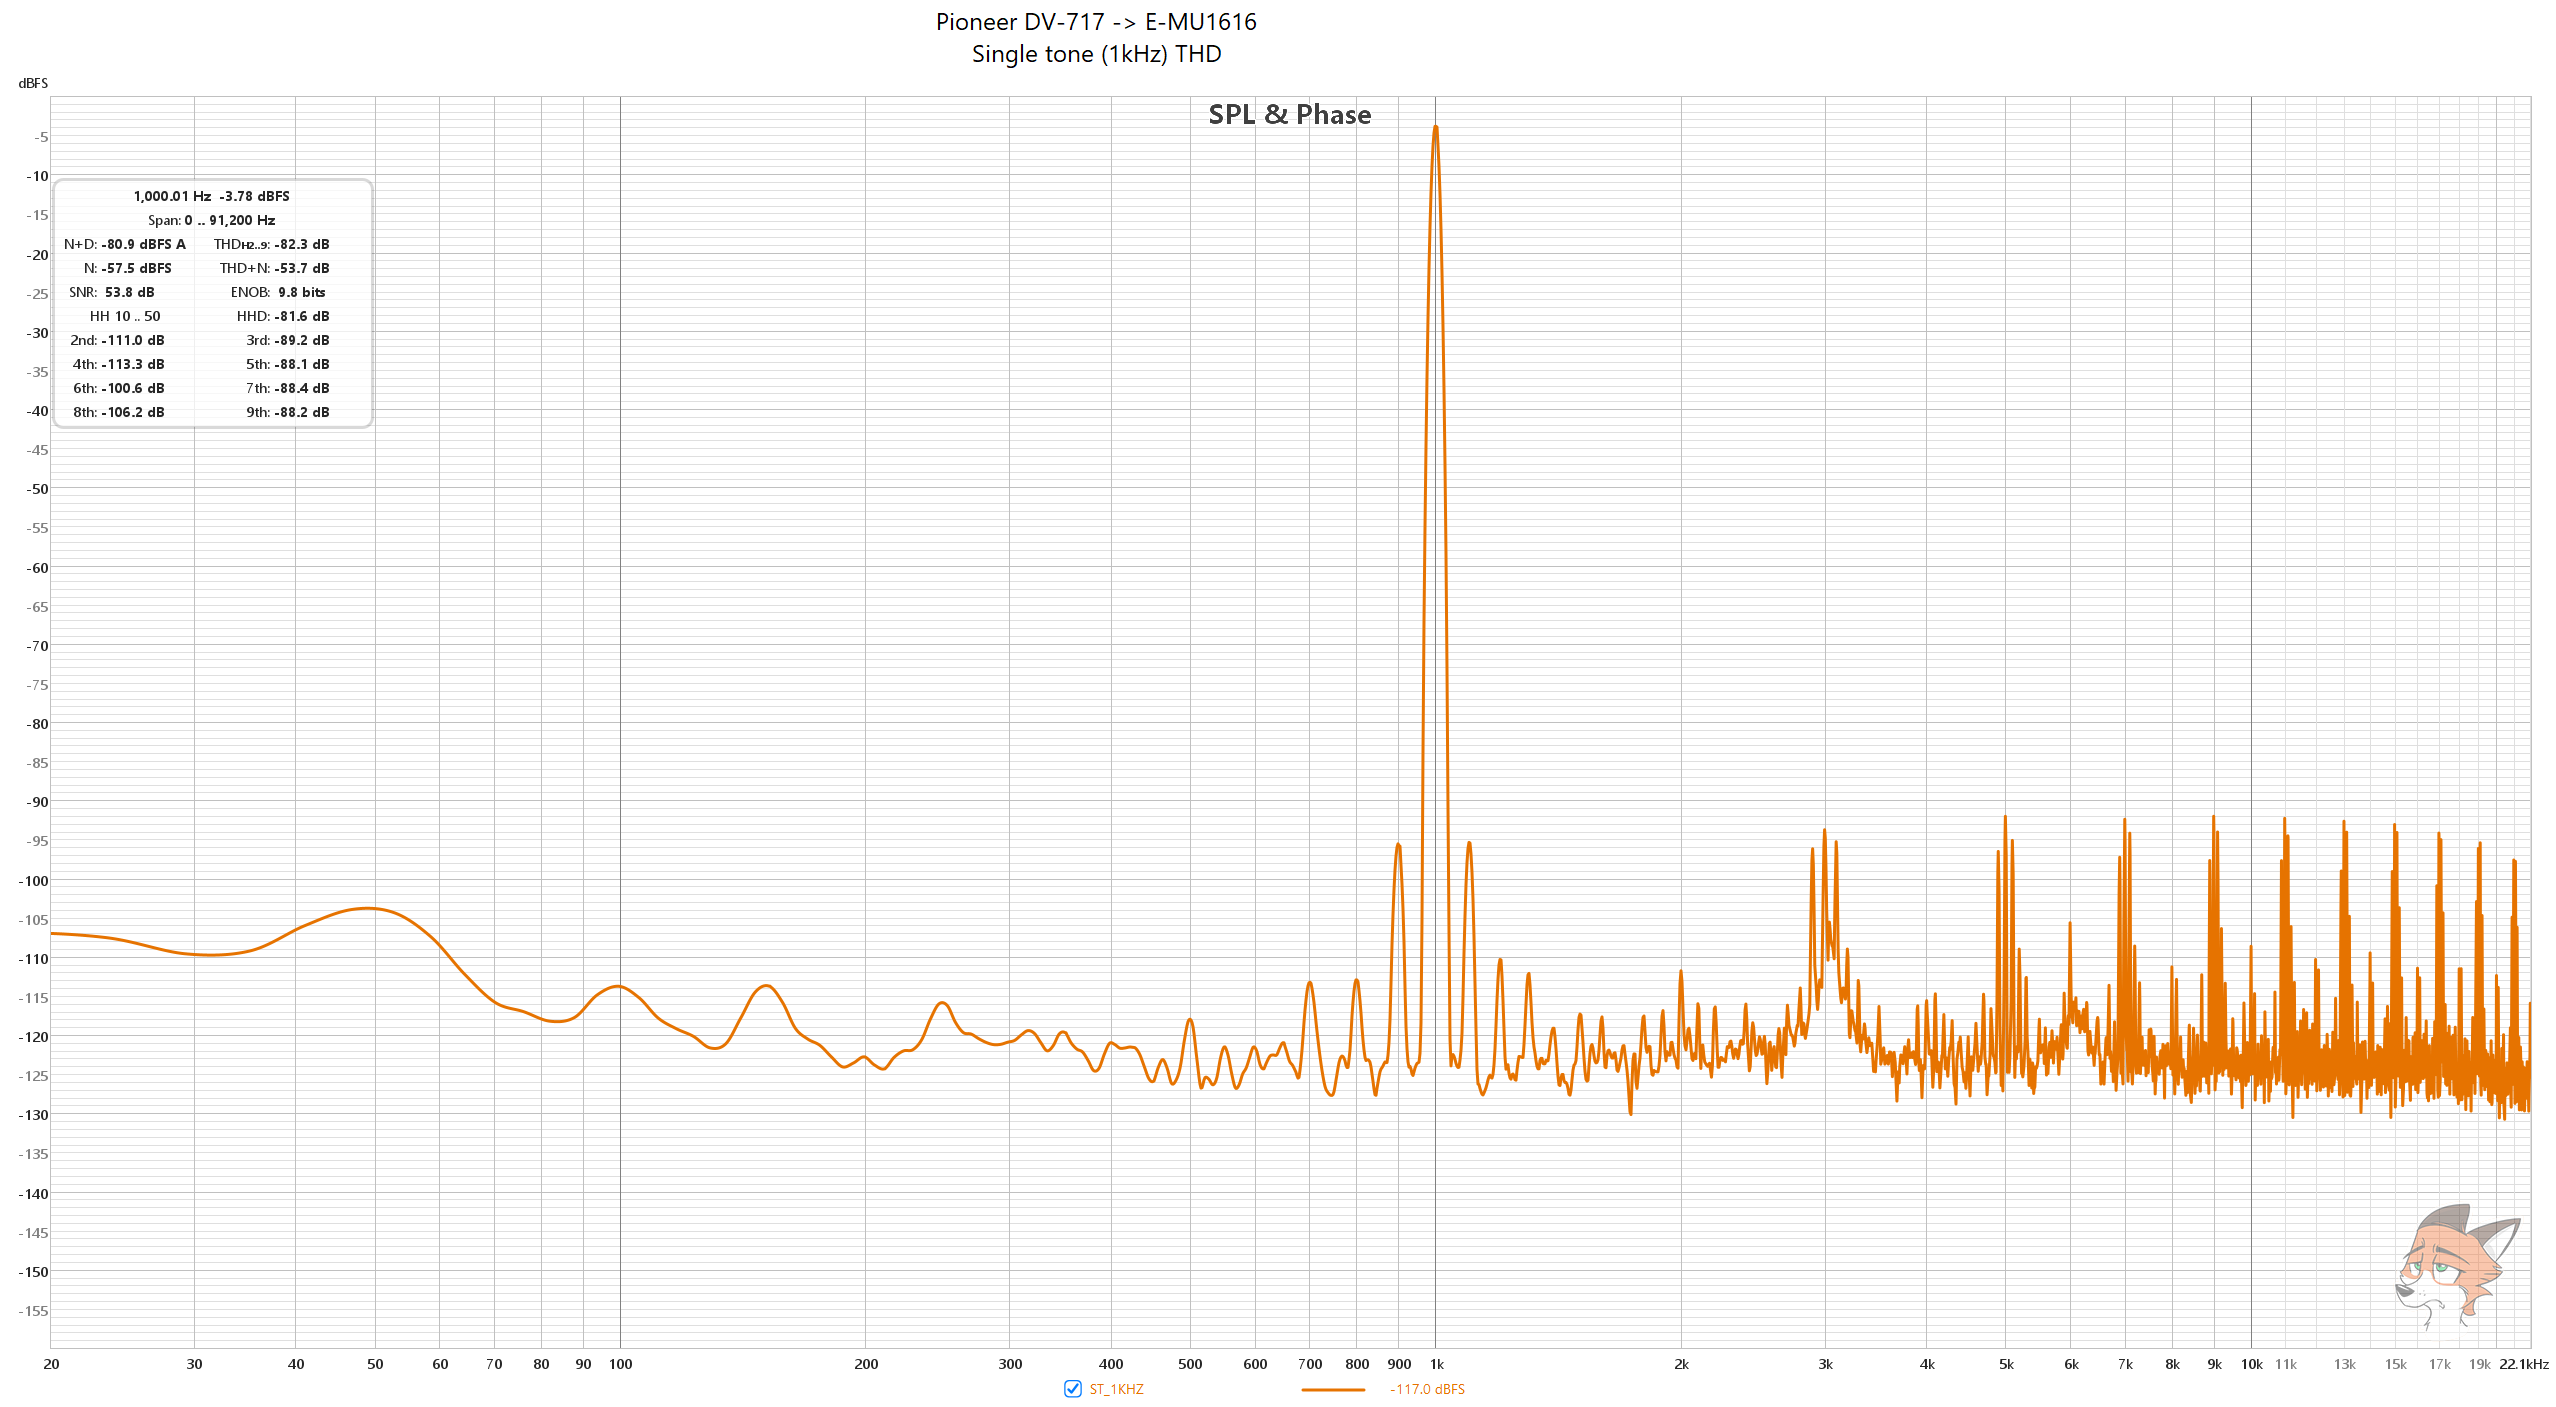 Pioneer DV-717 -> E-MU1616
Single tone (1kHz) THD
dBFS
SPL & Phase
-5
-10
-15
-20
-25
-30
-35
-40
-45
-50
-55
-60
-65
-70
-75
-80
-85
-90
-95
-100
-105
-110
-115
-120
-125
-130
-135
-140
-145
-150
-155
1,000.01 Hz -3.78 dBFS
Span: 0 .. 91,200 Hz
N+D: -80.9 dBFS A THDH2..9: -82.3 dB
N: -57.5 dBFS THD+N: -53.7 dB
SNR: 53.8 dB ENOB: 9.8 bits
HH 10 .. 50 HHD: -81.6 dB
2nd: -111.0 dB 3rd: -89.2 dB
4th: -113.3 dB 5th: -88.1 dB
6th: -100.6 dB 7th: -88.4 dB
8th: -106.2 dB 9th: -88.2 dB
20 30 40 50 60 70 80 90 100 200 300 400 500 600 700 800 900 1k 2k 3k 4k 5k 6k 7k 8k 9k 10k 11k 13k 15k 17k 19k 22.1kHz
ST_1KHZ -117.0 dBFS